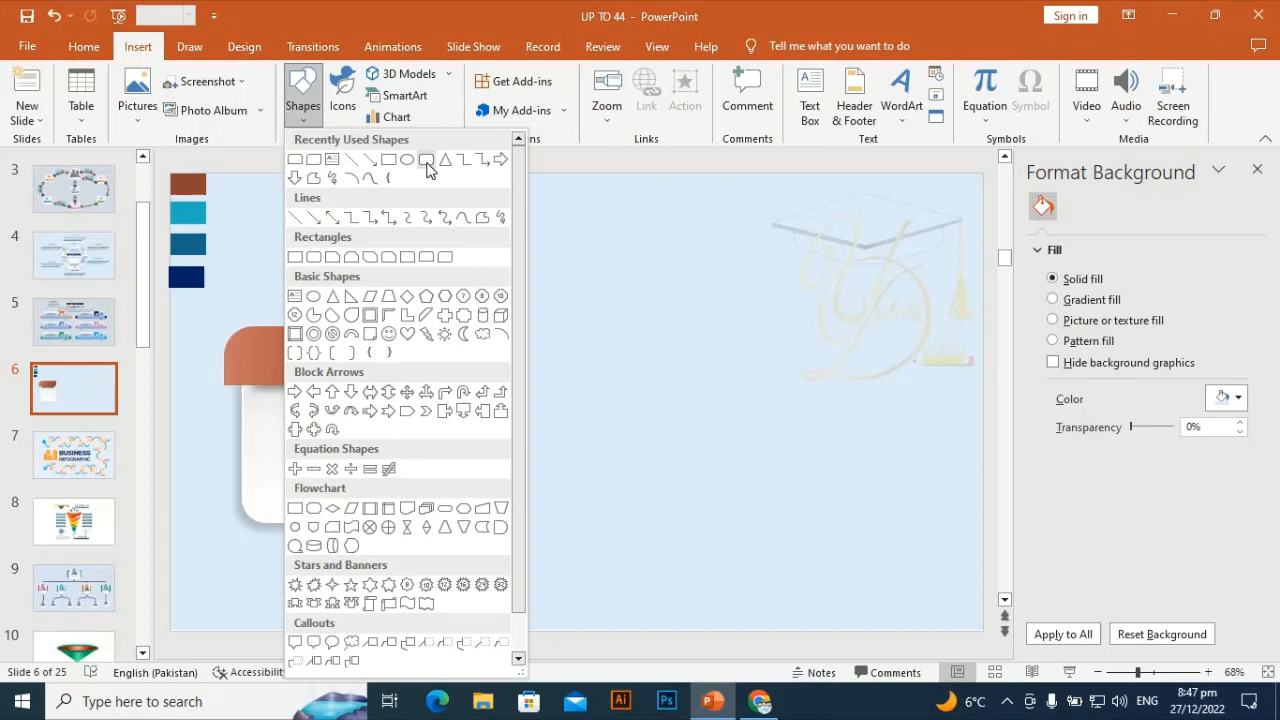 UP TO 44 - PowerPoint
Sign in
File
Home
Insert
Draw
Design
Transitions
Animations
Slide Show
Record
Review
View
Help
Tell me what you want to do
New
Slide
Slides
Table
Tables
Pictures
Screenshot
Photo Album
Images
Shapes
Icons
3D Models
SmartArt
Chart
Get Add-ins
My Add-ins
Zoom
Link
Action
Links
Comment
Comments
Text
Box
Header
& Footer
WordArt
Equation
Symbol
Symbols
Video
Audio
Screen
Recording
Media
Recently Used Shapes
Lines
Rectangles
Basic Shapes
Block Arrows
Equation Shapes
Flowchart
Stars and Banners
Callouts
3
4
5
6
7
BUSINESS
INFOGRAPHIC
8
9
10
Format Background
Fill
Solid fill
Gradient fill
Picture or texture fill
Pattern fill
Hide background graphics
Color
Transparency
0%
Apply to All
Reset Background
Slide 6 of 25
English (Pakistan)
Accessibility
Notes
Comments
68%
Type here to search
Ai
Ps
6°C
ENG
8:47 pm
27/12/2022